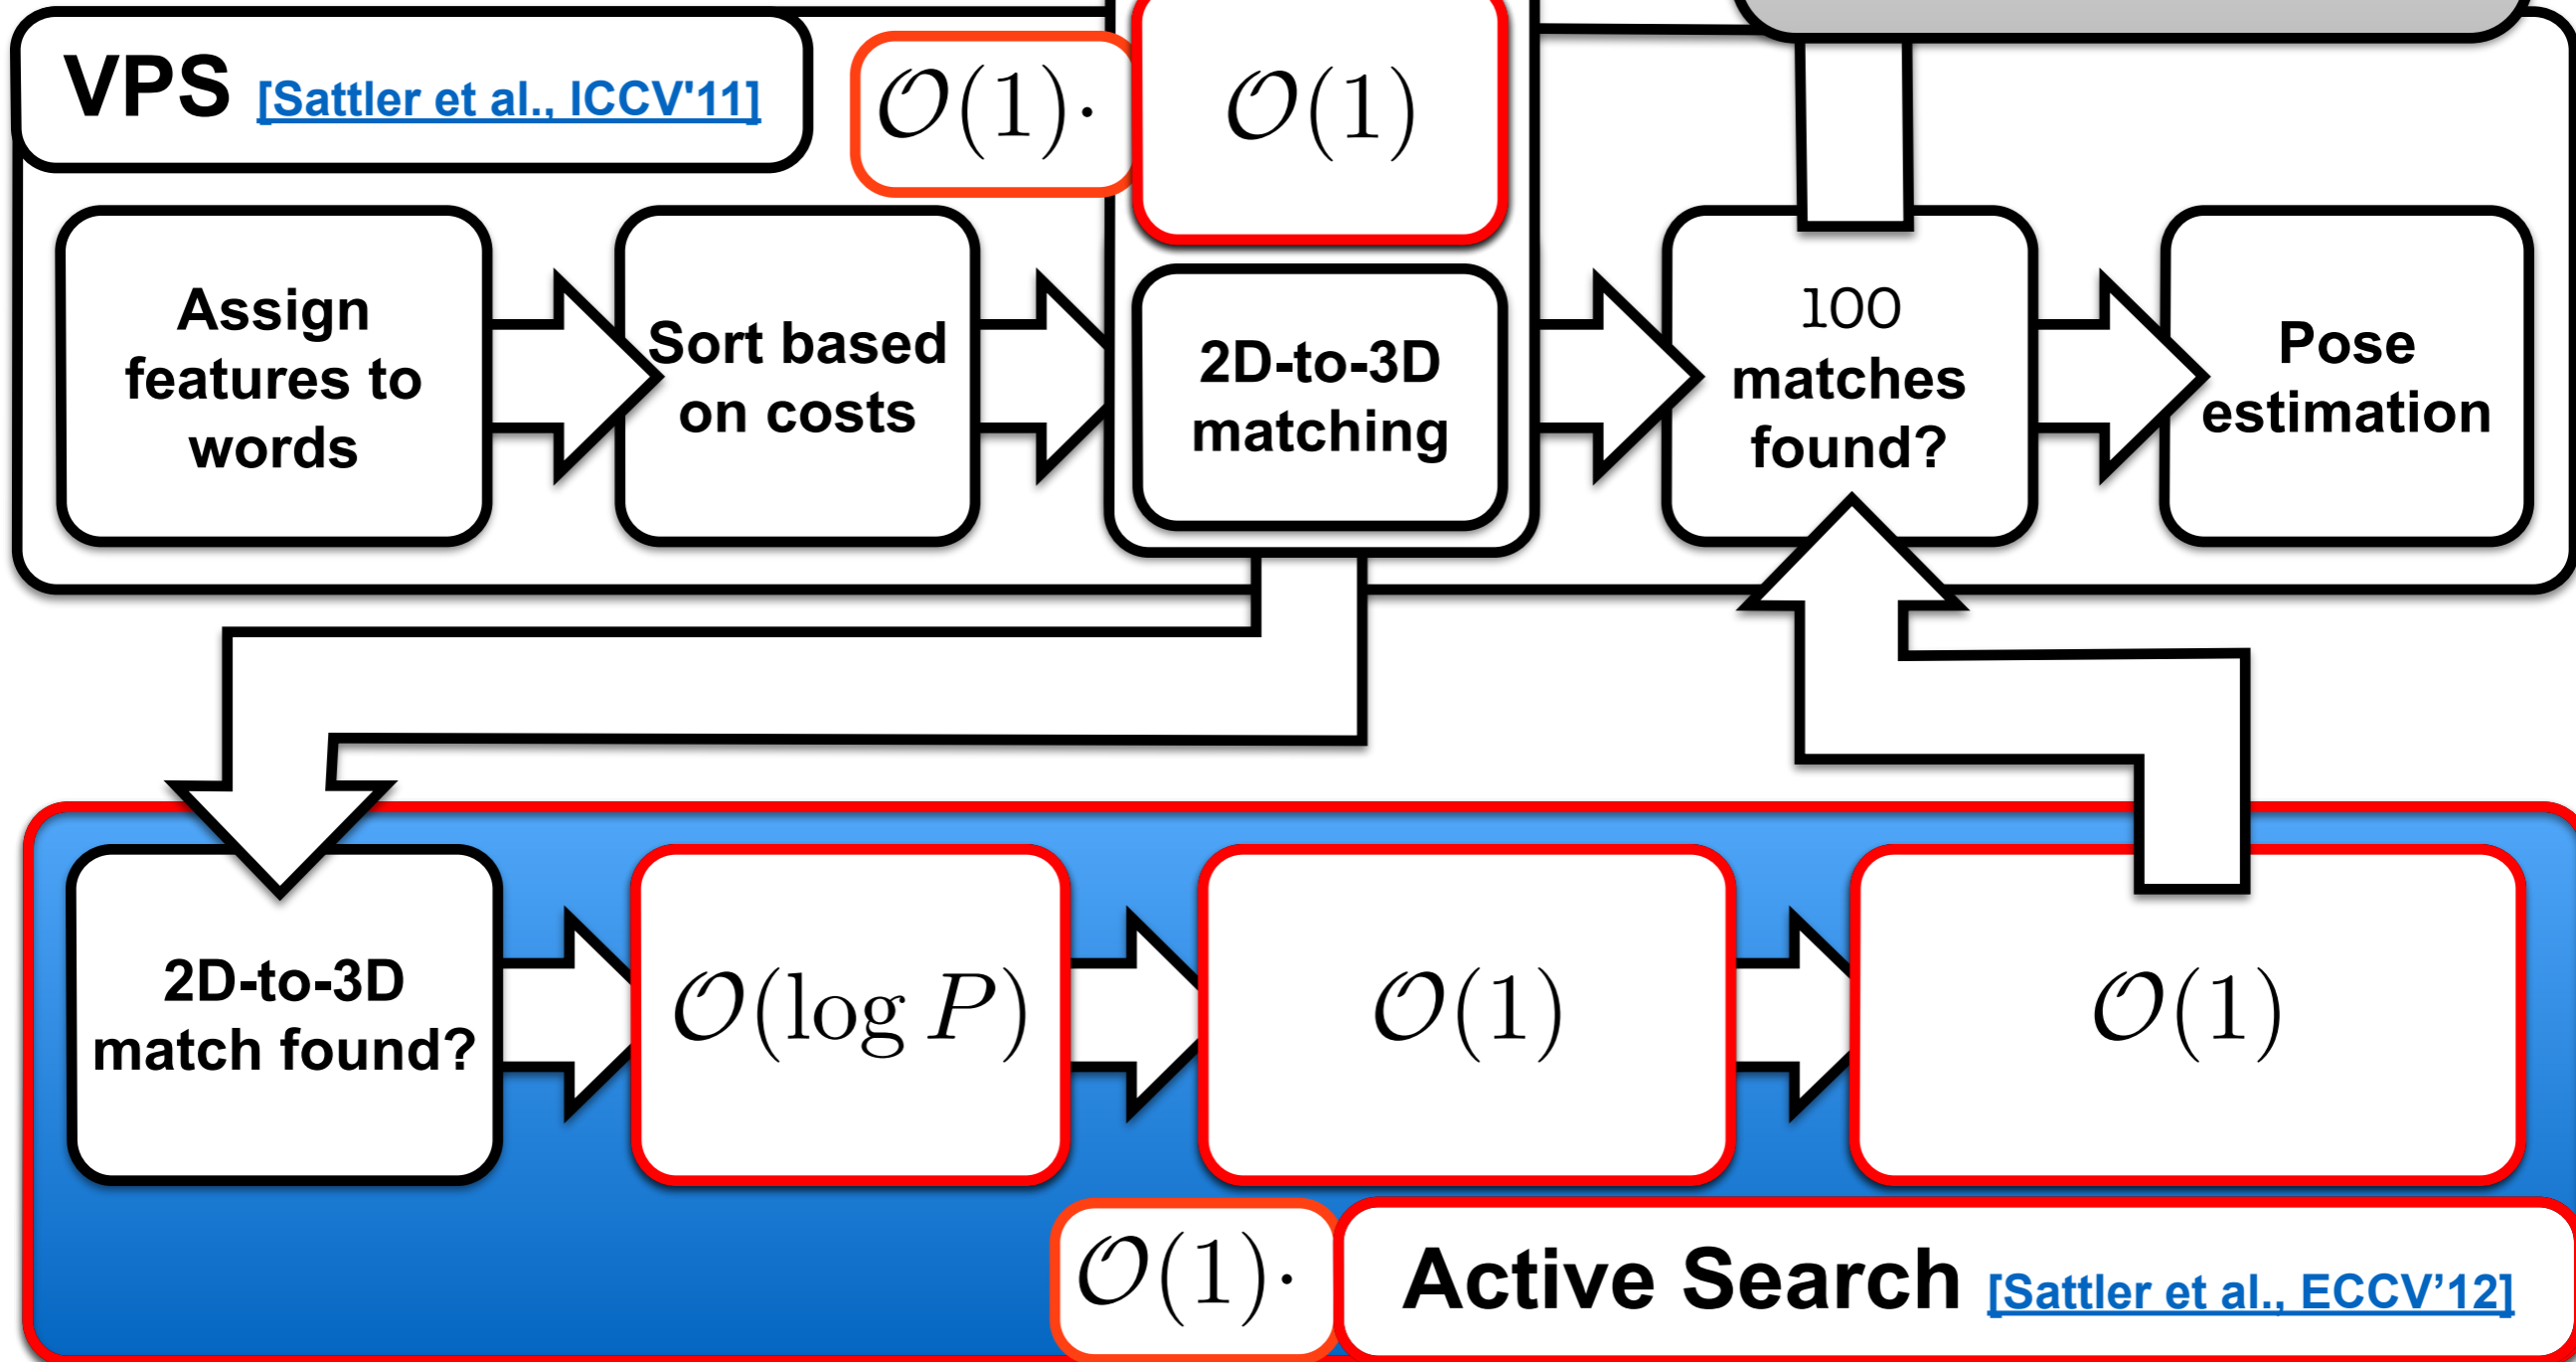 VPS [Sattler et al., ICCV'11]
𝒪(1)·
𝒪(1)
Assign
features to
words
Sort based
on costs
2D-to-3D
matching
100
matches
found?
Pose
estimation
2D-to-3D
match found?
𝒪(log P)
𝒪(1)
𝒪(1)
𝒪(1)·
Active Search [Sattler et al., ECCV’12]